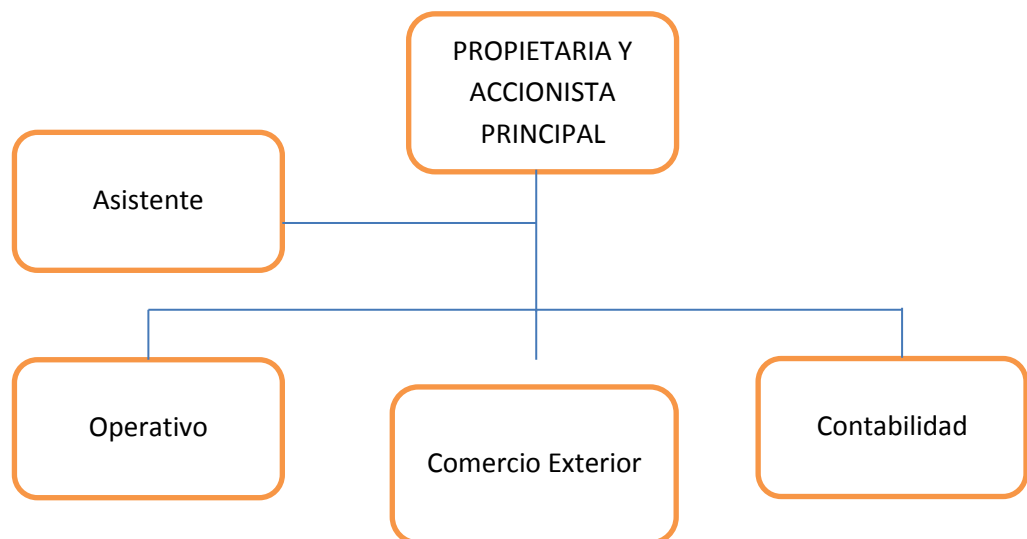 PROPIETARIA Y
ACCIONISTA
PRINCIPAL
Asistente
Operativo
Comercio Exterior
Contabilidad